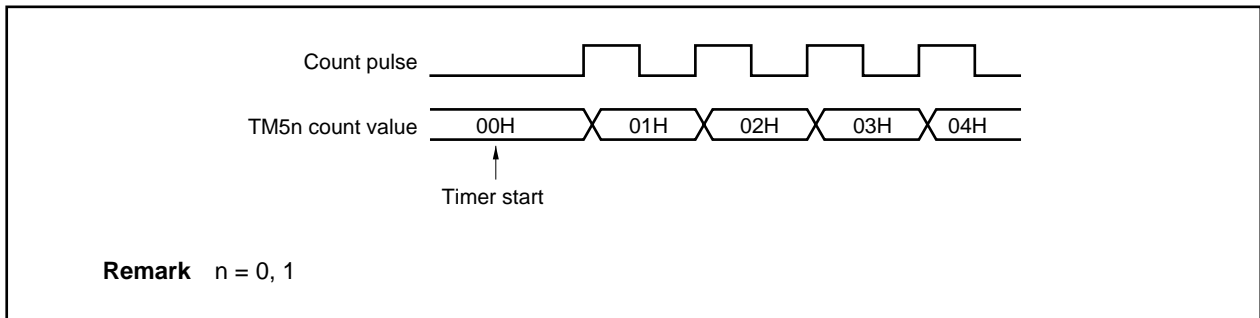 Count pulse
TM5n count value 00H 01H 02H 03H 04H
Timer start
Remark n = 0, 1